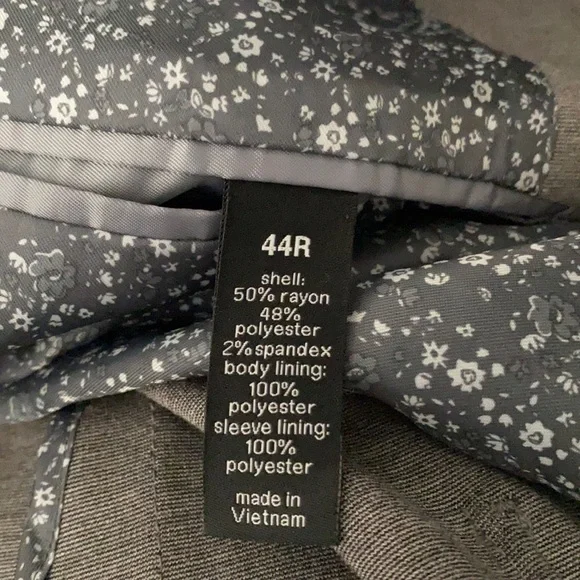 44R
shell:
50% rayon
48%
polyester
2% spandex
body lining:
100%
polyester
sleeve lining:
100%
polyester
made in
Vietnam